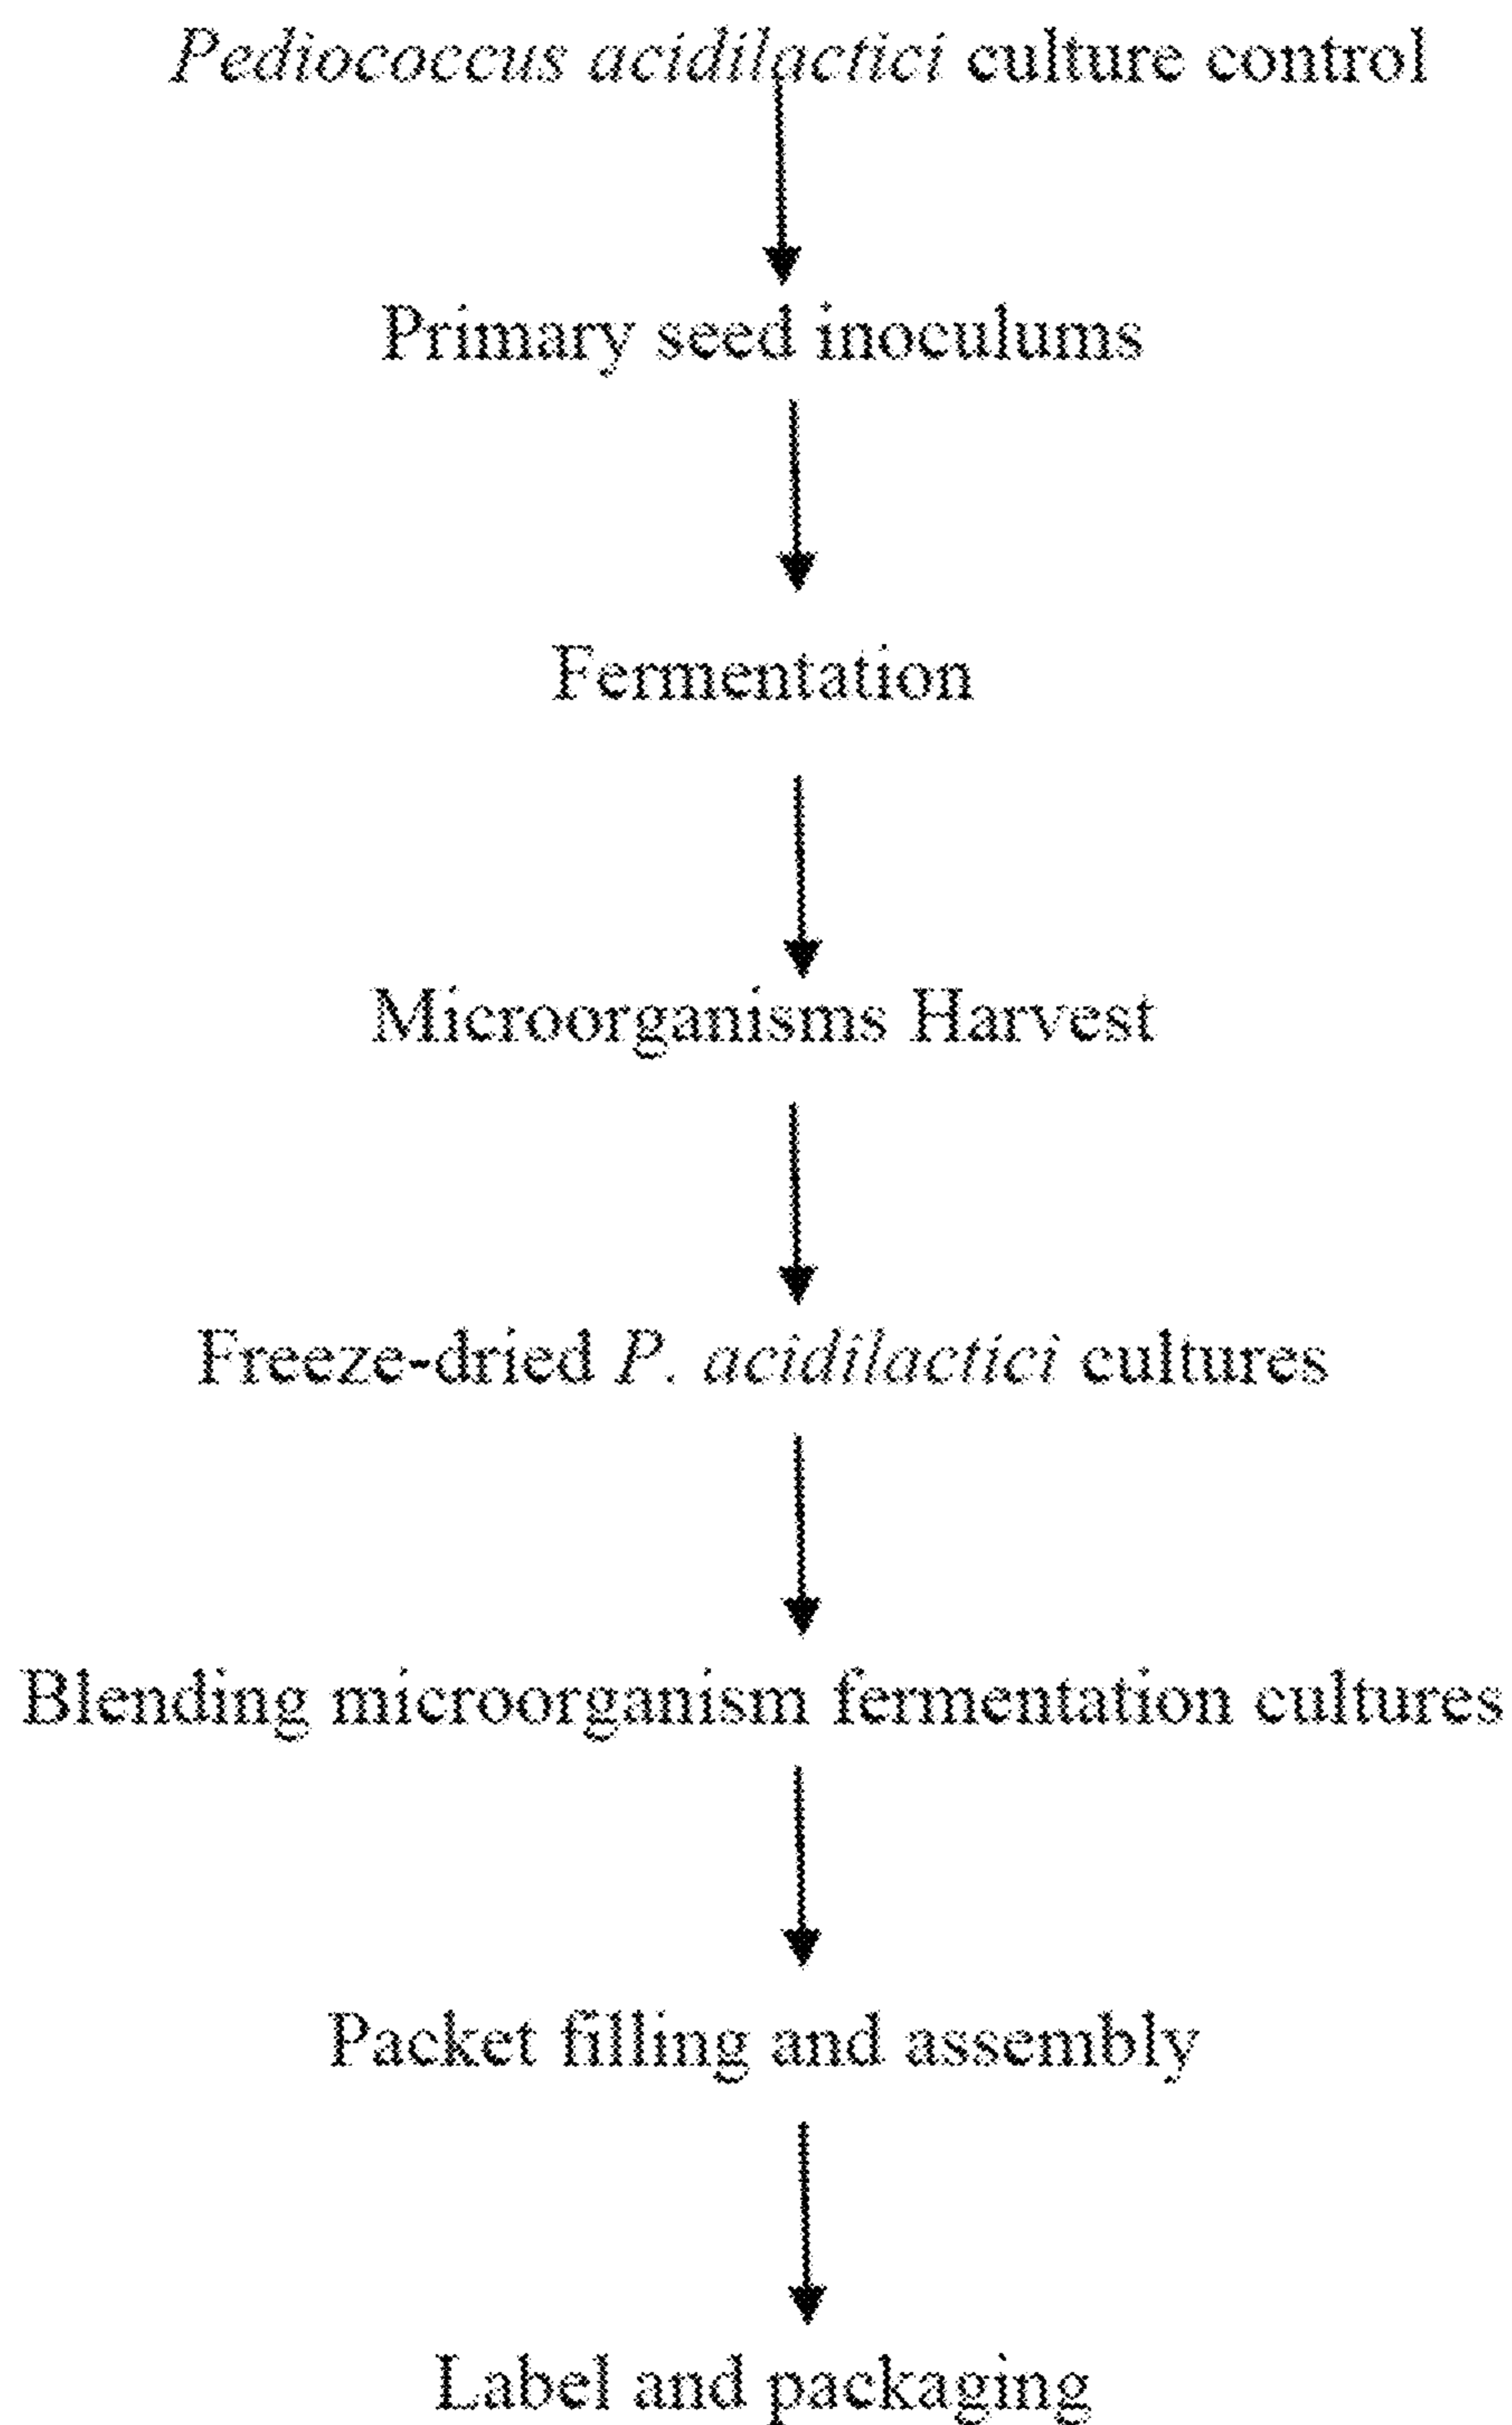 Pediococcus acidilactici culture control
Primary seed inoculums
Fermentation
Microorganisms Harvest
Freeze-dried P. acidilactici cultures
Blending microorganism fermentation cultures
Packet filling and assembly
Label and packaging